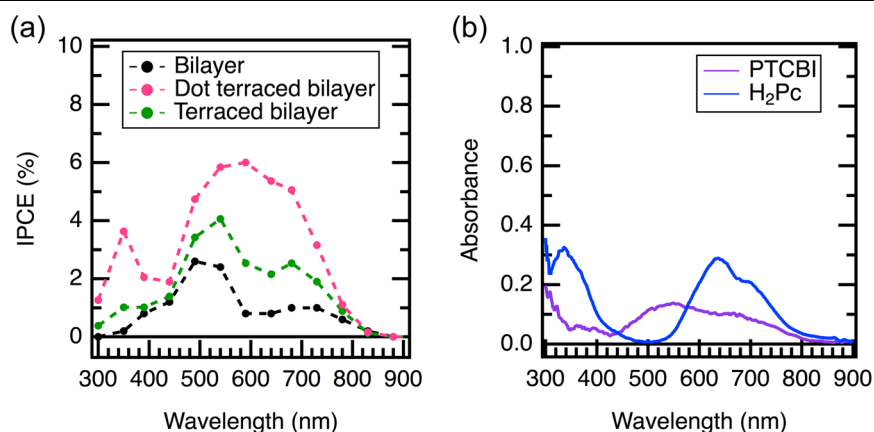 (a)
10
8
6
4
2
0
IPCE (%)
Bilayer
Dot terraced bilayer
Terraced bilayer
300 400 500 600 700 800 900
Wavelength (nm)
(b)
1.0
0.8
0.6
0.4
0.2
0.0
Absorbance
PTCBI
H₂Pc
300 400 500 600 700 800 900
Wavelength (nm)